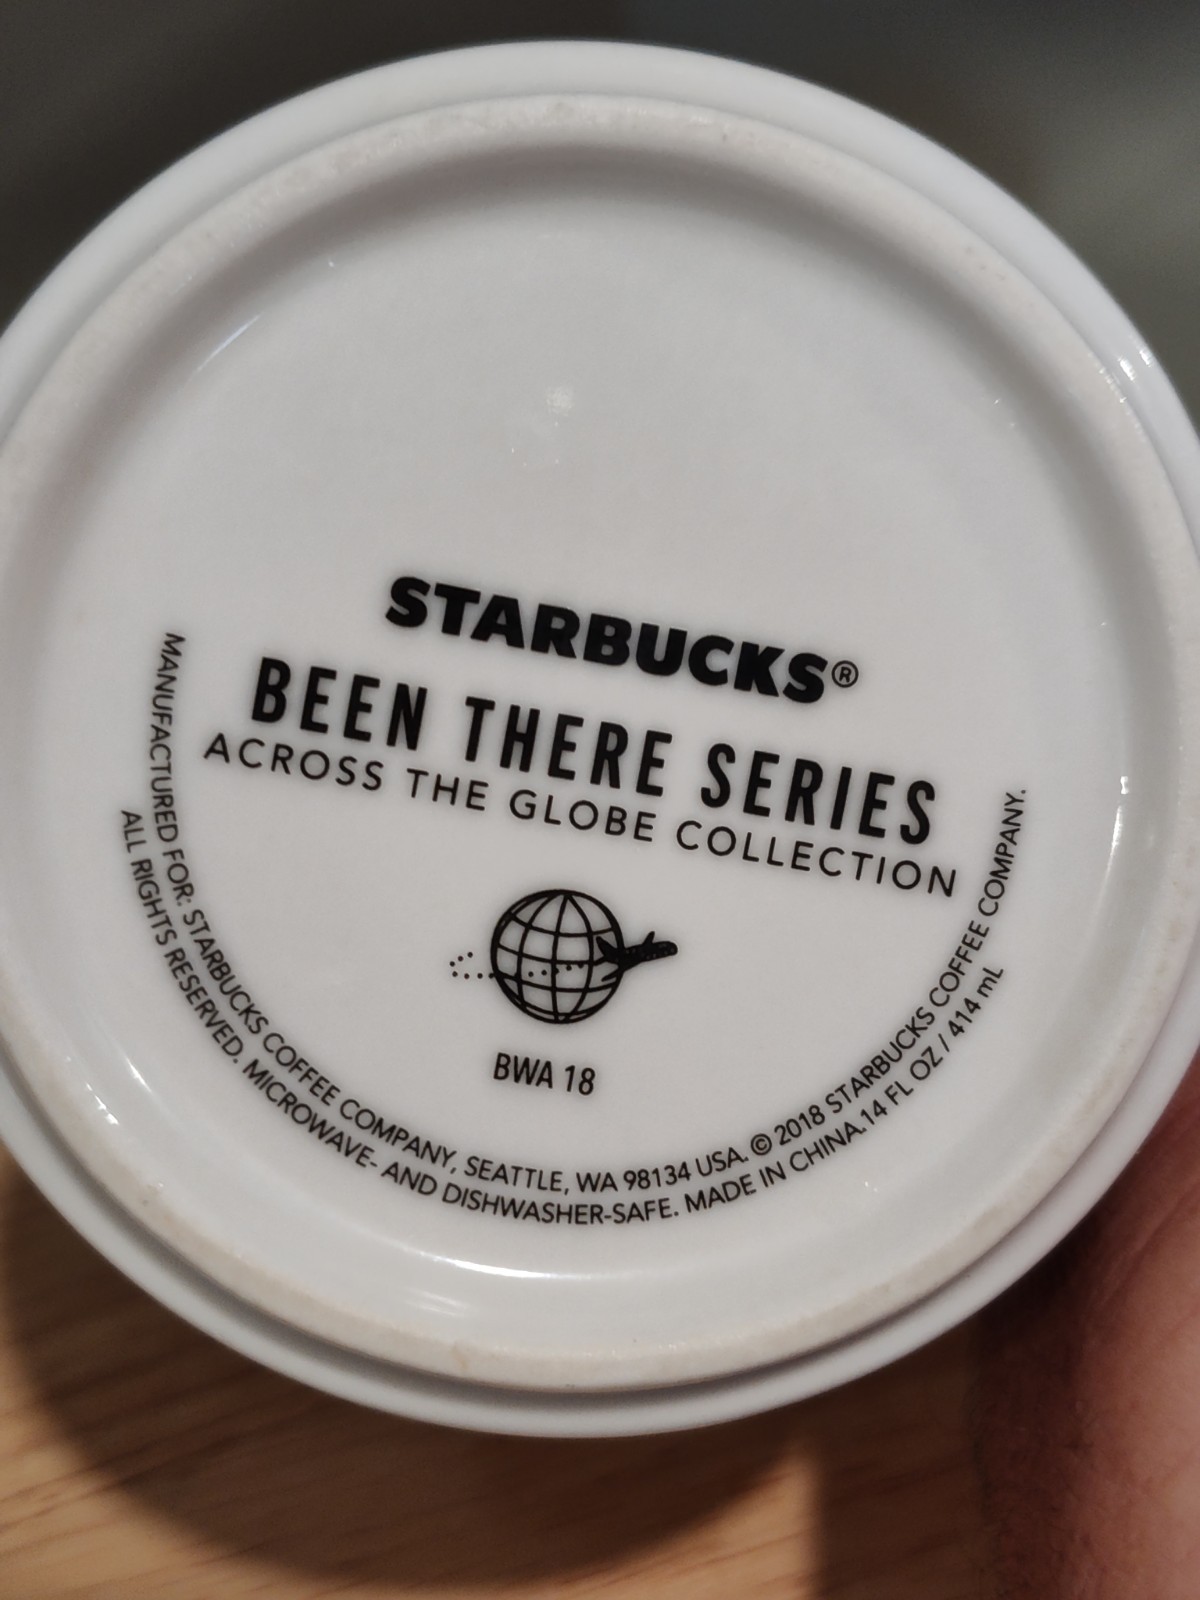 STARBUCKS®
BEEN THERE SERIES
ACROSS THE GLOBE COLLECTION
BWA 18
MANUFACTURED FOR: STARBUCKS COFFEE COMPANY, SEATTLE, WA 98134 USA. © 2018 STARBUCKS COFFEE COMPANY.
ALL RIGHTS RESERVED. MICROWAVE- AND DISHWASHER-SAFE. MADE IN CHINA.14 FL OZ / 414 mL